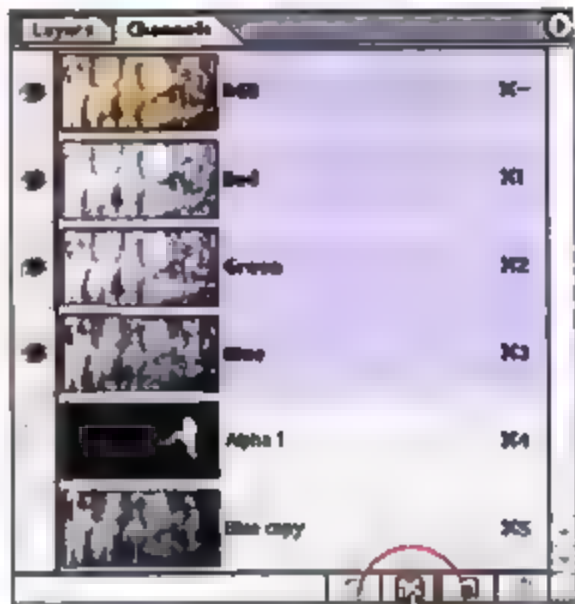 Layers Channels
RGB ⌘~
Red ⌘1
Green ⌘2
Blue ⌘3
Alpha 1 ⌘4
Blue copy ⌘5